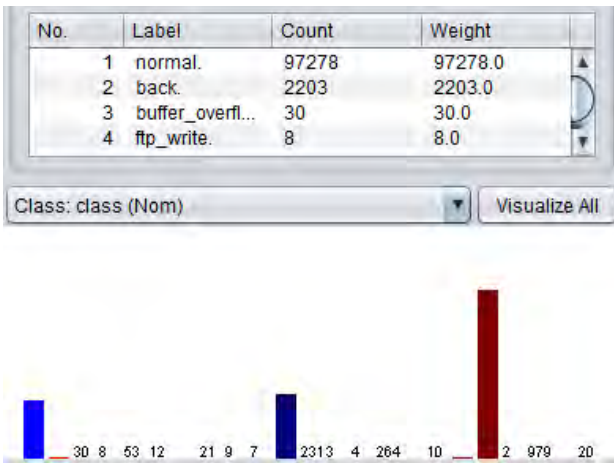 No. Label Count Weight
1 normal. 97278 97278.0
2 back. 2203 2203.0
3 buffer_overfl... 30 30.0
4 ftp_write. 8 8.0
Class: class (Nom) Visualize All
30 8 53 12 21 9 7 2313 4 264 10 2 979 20